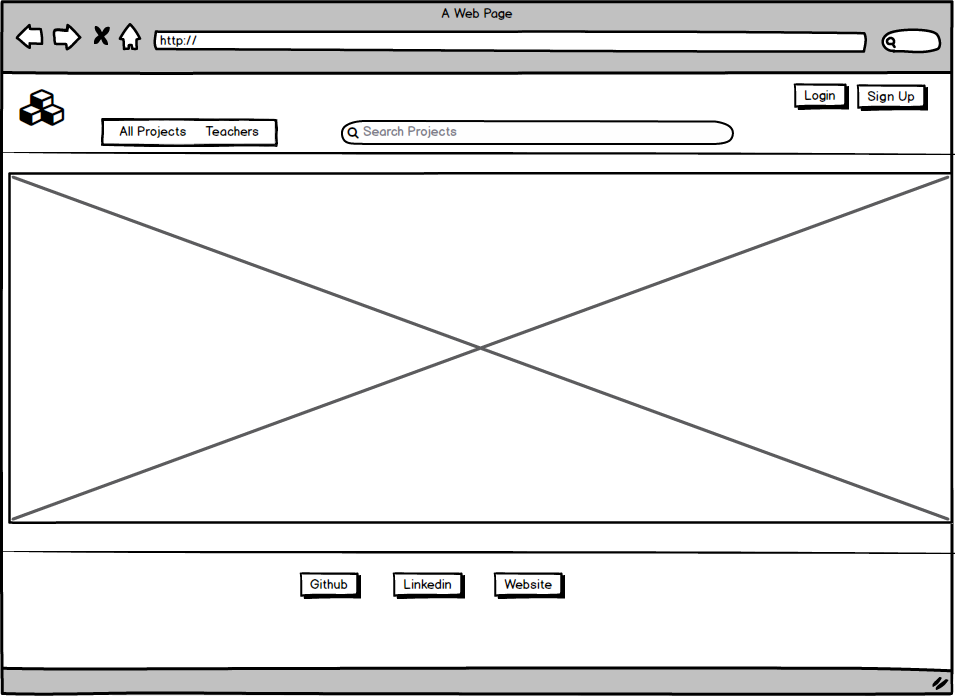 A Web Page
http://
Login
Sign Up
All Projects
Teachers
Search Projects
Github
Linkedin
Website